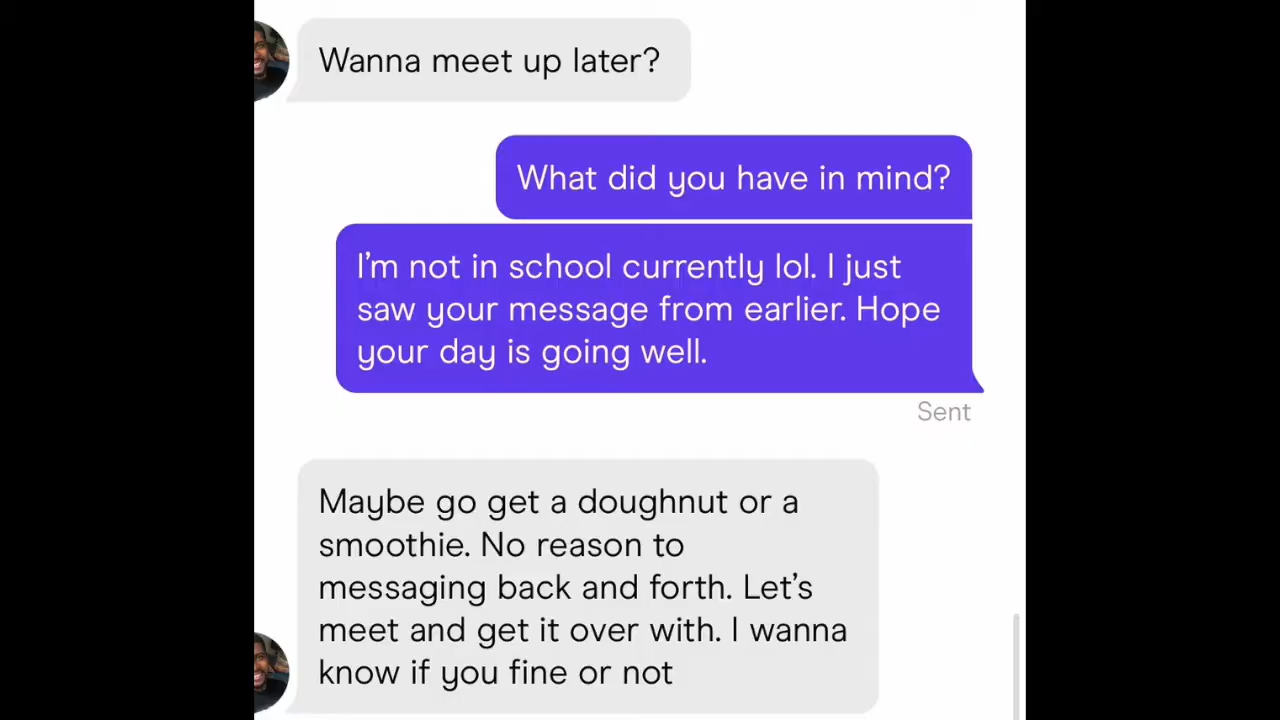 Wanna meet up later?
What did you have in mind?
I'm not in school currently lol. I just
saw your message from earlier. Hope
your day is going well.
Sent
Maybe go get a doughnut or a
smoothie. No reason to
messaging back and forth. Let's
meet and get it over with. I wanna
know if you fine or not